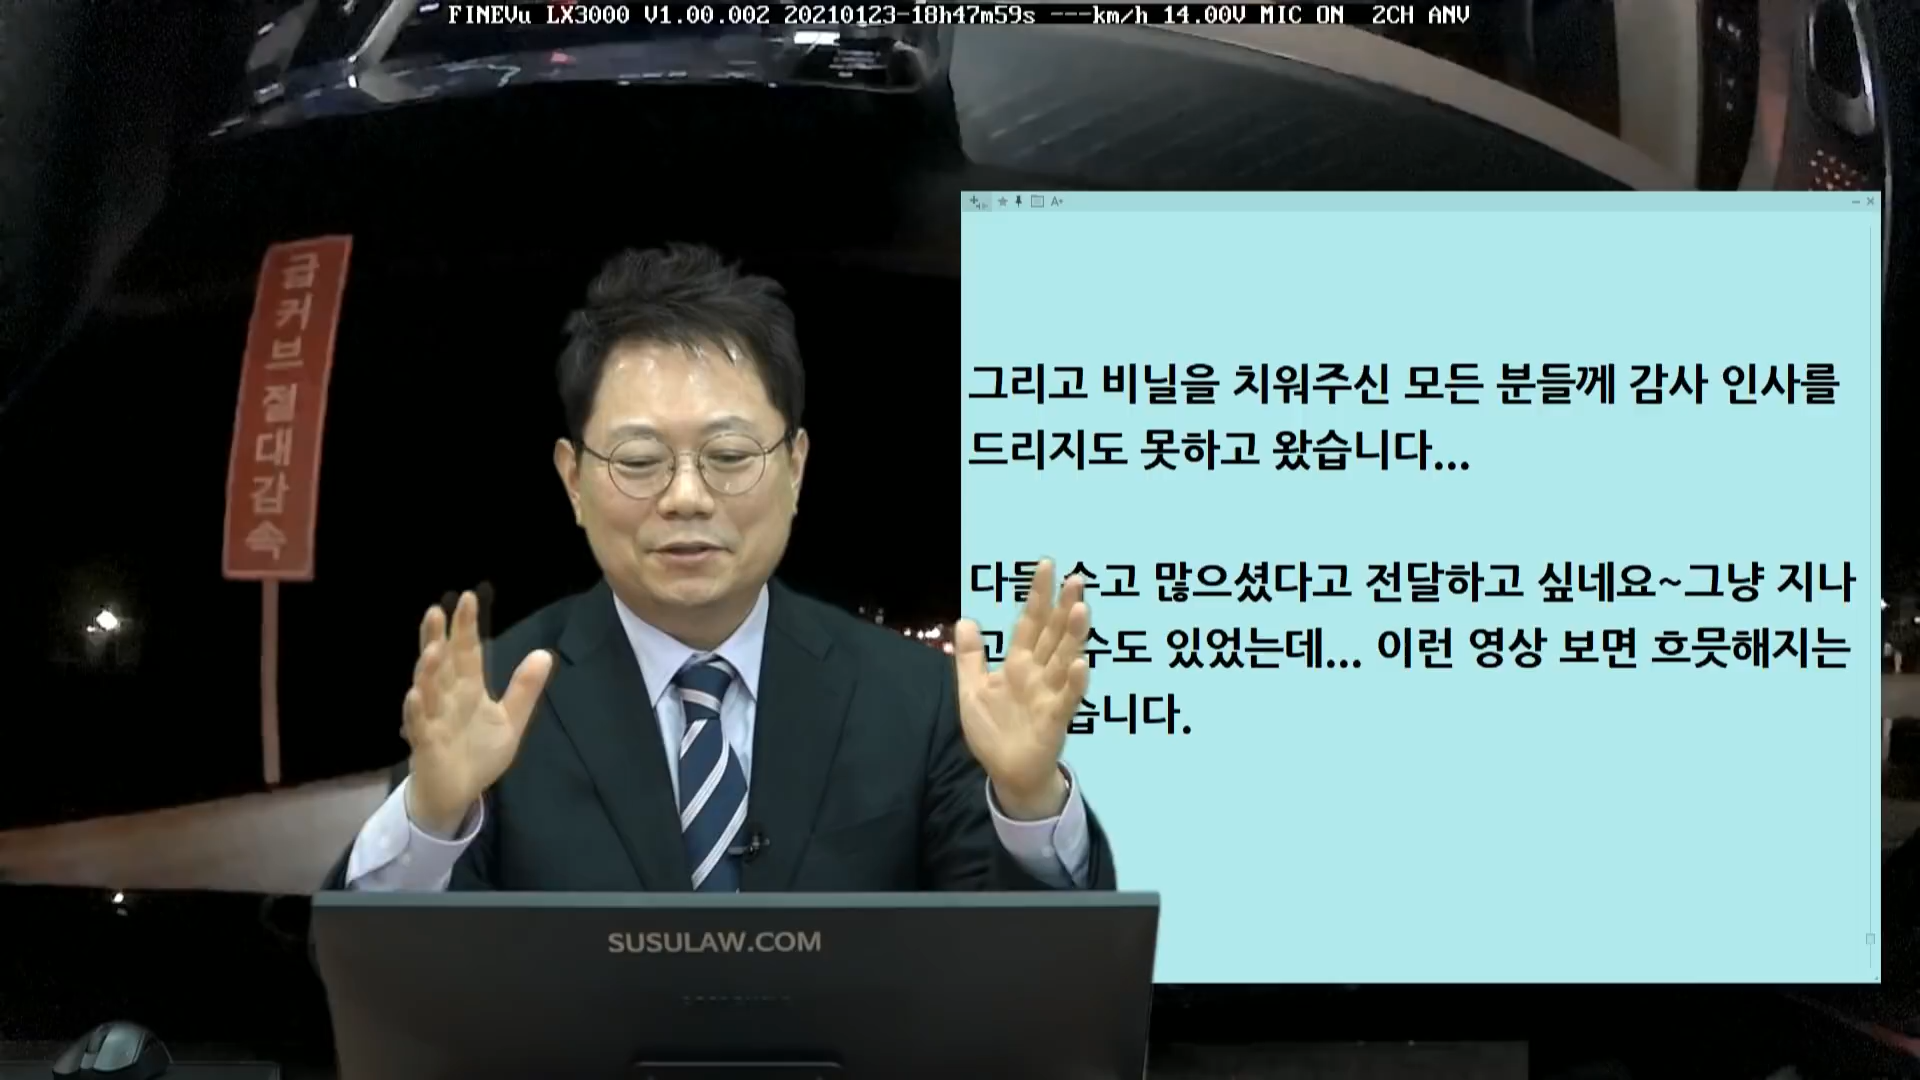 FINEVu LX3000 V1.00.002 20210123-18h47m59s ---km/h 14.00V MIC ON 2CH ANV
급커브절대감속
그리고 비닐을 치워주신 모든 분들께 감사 인사를
드리지도 못하고 왔습니다...
다들 수고 많으셨다고 전달하고 싶네요~그냥 지나
수도 있었는데... 이런 영상 보면 흐뭇해지는
습니다.
SUSULAW.COM